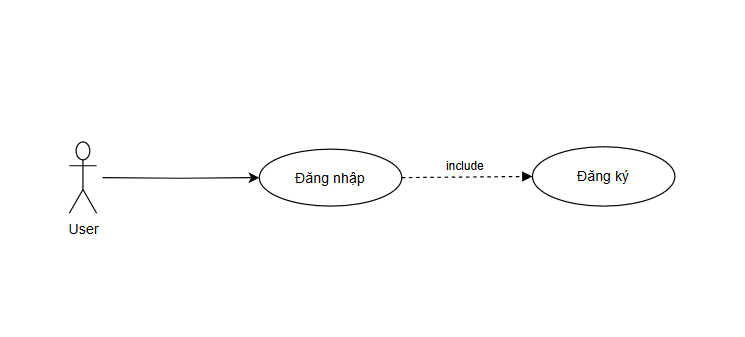 include
Đăng nhập
Đăng ký
User